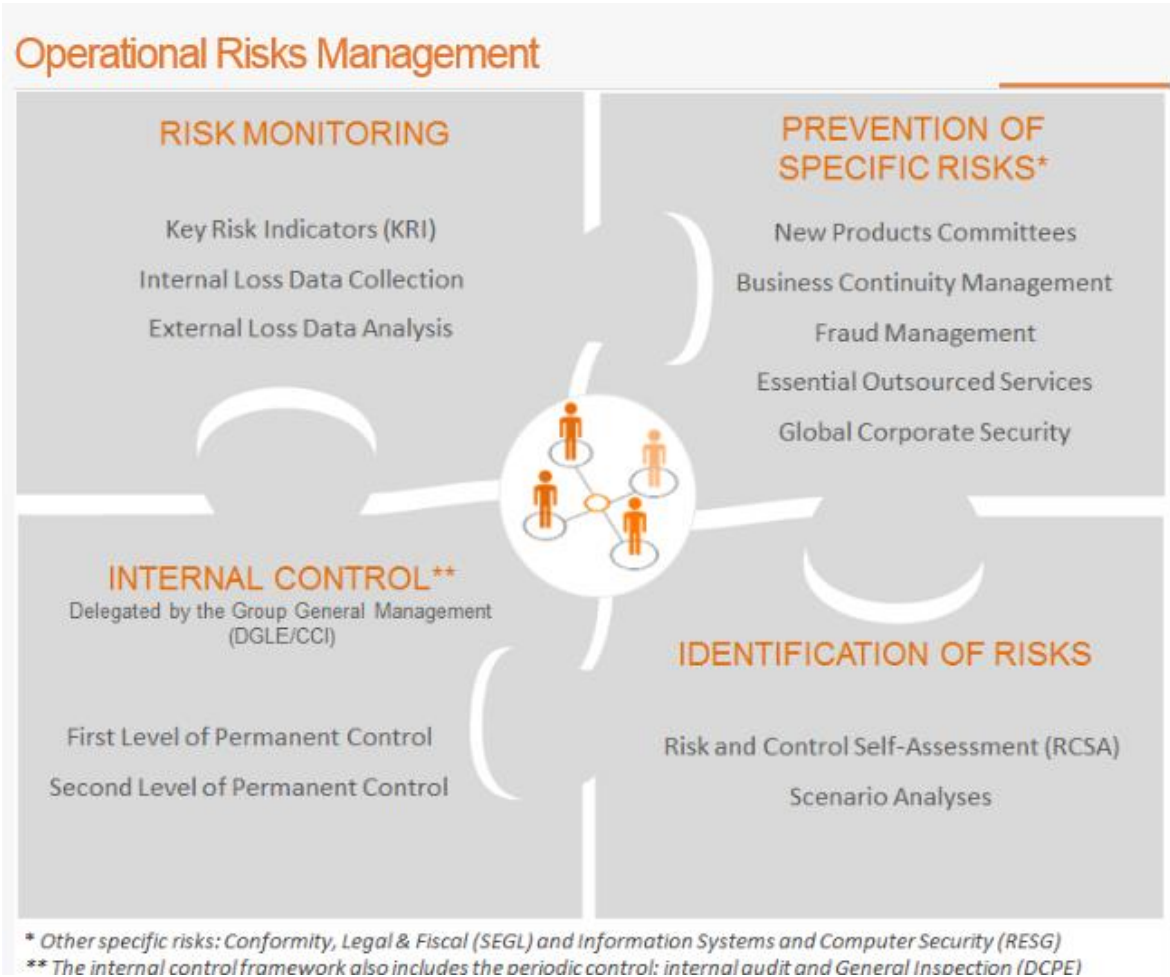 Operational Risks Management
RISK MONITORING
Key Risk Indicators (KRI)
Internal Loss Data Collection
External Loss Data Analysis
PREVENTION OF
SPECIFIC RISKS*
New Products Committees
Business Continuity Management
Fraud Management
Essential Outsourced Services
Global Corporate Security
INTERNAL CONTROL**
Delegated by the Group General Management
(DGLE/CCI)
First Level of Permanent Control
Second Level of Permanent Control
IDENTIFICATION OF RISKS
Risk and Control Self-Assessment (RCSA)
Scenario Analyses
* Other specific risks: Conformity, Legal & Fiscal (SEGL) and Information Systems and Computer Security (RESG)
** The internal control framework also includes the periodic control: internal audit and General Inspection (DCPE)